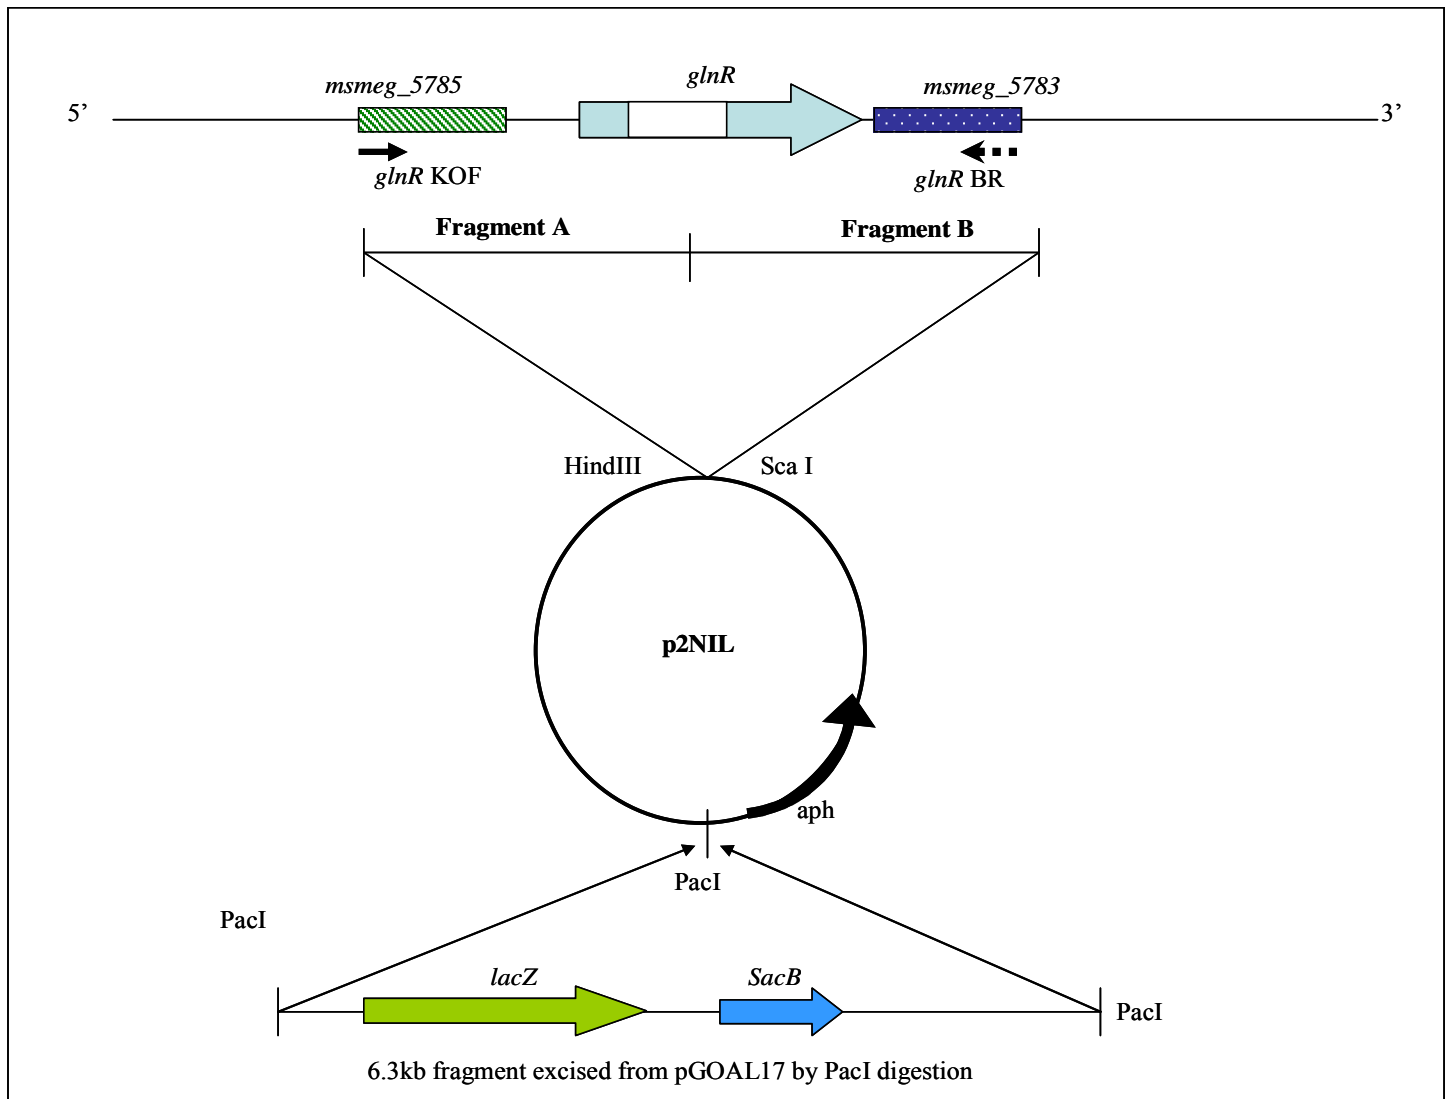 glnR
msmeg_5785
msmeg_5783
5’
3’
glnR KOF
glnR BR
Fragment A
Fragment B
HindIII
Sca I
p2NIL
aph
PacI
PacI
lacZ
SacB
PacI
6.3kb fragment excised from pGOAL17 by PacI digestion